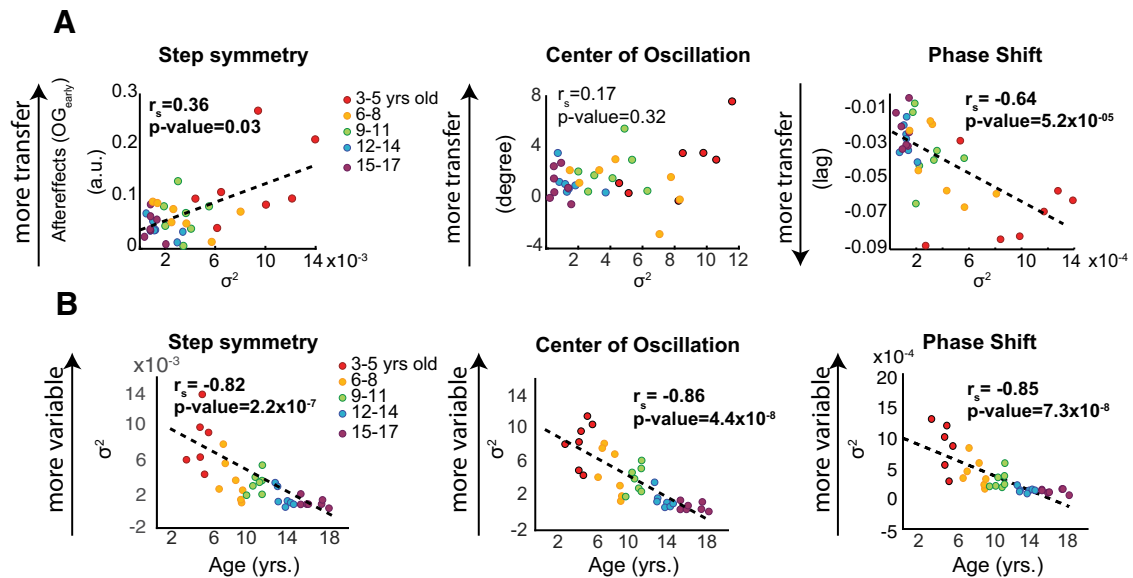 A
Step symmetry
more transfer
Aftereffects (OGearly)
(a.u.)
0.3
0.2
0.1
0
rs=0.36
p-value=0.03
2
6
10
14 x10-3
σ2
3-5 yrs old
6-8
9-11
12-14
15-17
Center of Oscillation
more transfer
(degree)
8
4
0
-4
rs=0.17
p-value=0.32
2
4
6
8
10
12
σ2
Phase Shift
more transfer
(lag)
-0.01
-0.03
-0.05
-0.07
-0.09
rs= -0.64
p-value=5.2x10-05
2
6
10
14 x10-4
σ2
B
Step symmetry
more variable
σ2
x10-3
14
10
6
2
-2
rs= -0.82
p-value=2.2x10-7
2
6
10
14
18
Age (yrs.)
3-5 yrs old
6-8
9-11
12-14
15-17
Center of Oscillation
more variable
σ2
14
10
6
2
-2
rs= -0.86
p-value=4.4x10-8
2
6
10
14
18
Age (yrs.)
Phase Shift
more variable
σ2
x10-4
20
15
10
5
0
-5
rs= -0.85
p-value=7.3x10-8
2
6
10
14
18
Age (yrs.)